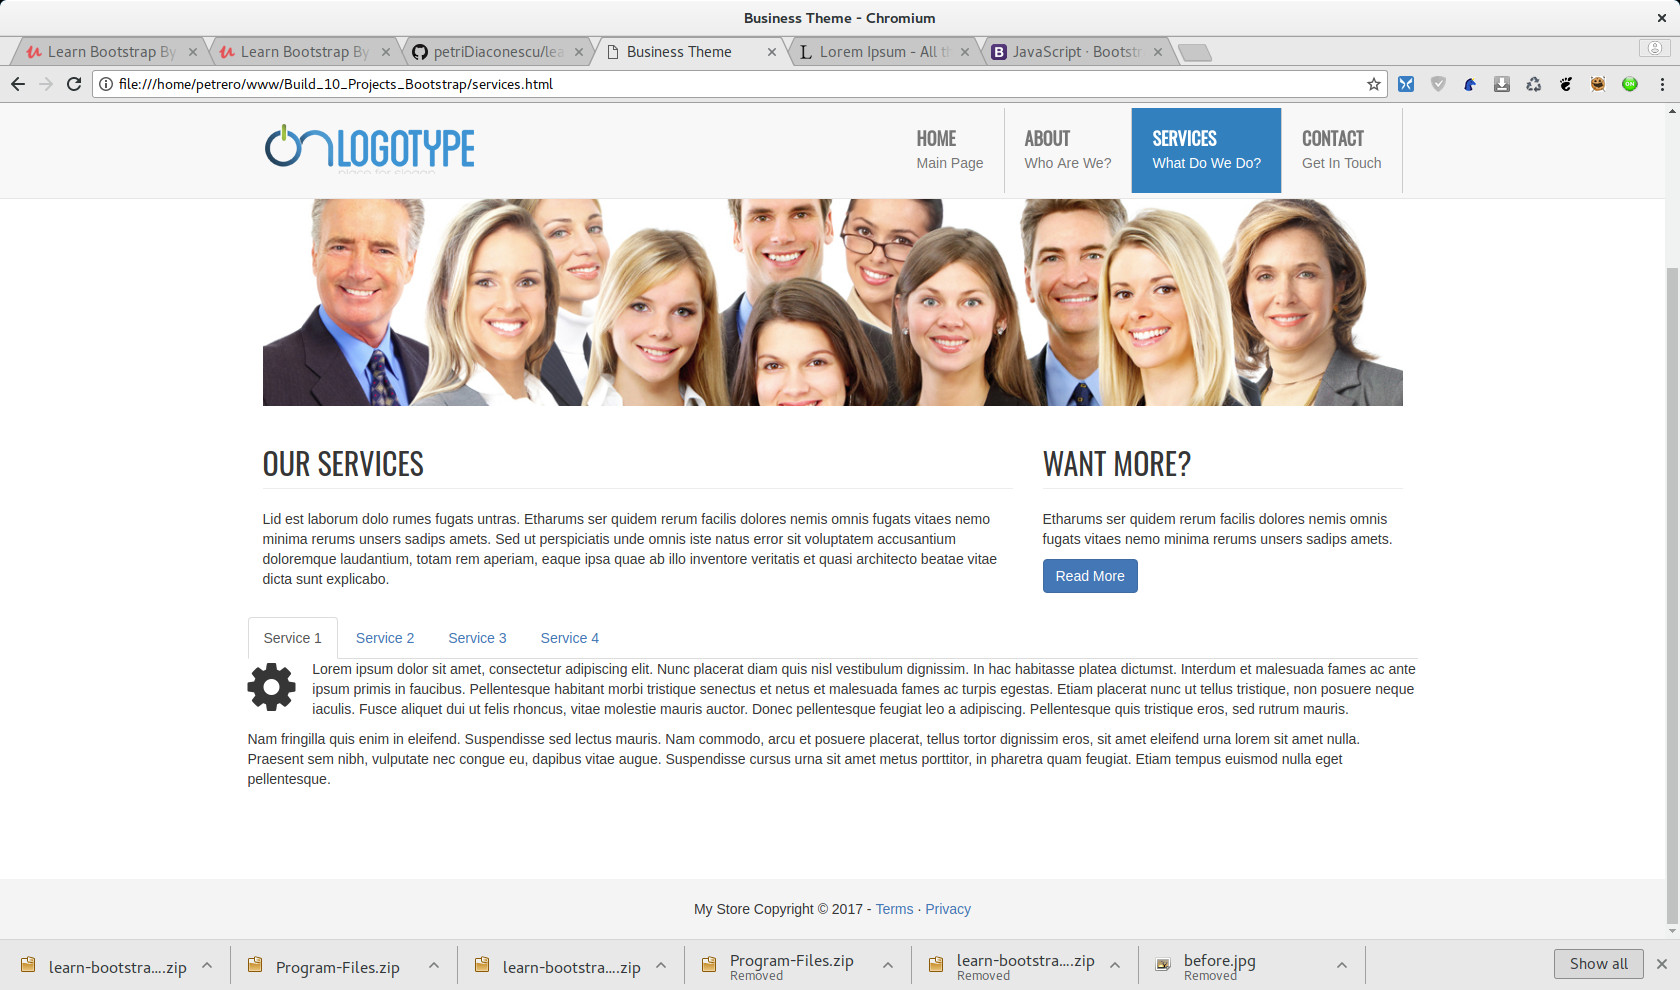 Business Theme - Chromium
Learn Bootstrap By
Learn Bootstrap By
petriDiaconescu/lea
Business Theme
Lorem Ipsum - All t
JavaScript · Bootst
file:///home/petrero/www/Build_10_Projects_Bootstrap/services.html
LOGOTYPE
place for slogan
HOME
Main Page
ABOUT
Who Are We?
SERVICES
What Do We Do?
CONTACT
Get In Touch
OUR SERVICES
Lid est laborum dolo rumes fugats untras. Etharums ser quidem rerum facilis dolores nemis omnis fugats vitaes nemo
minima rerums unsers sadips amets. Sed ut perspiciatis unde omnis iste natus error sit voluptatem accusantium
doloremque laudantium, totam rem aperiam, eaque ipsa quae ab illo inventore veritatis et quasi architecto beatae vitae
dicta sunt explicabo.
WANT MORE?
Etharums ser quidem rerum facilis dolores nemis omnis
fugats vitaes nemo minima rerums unsers sadips amets.
Read More
Service 1
Service 2
Service 3
Service 4
Lorem ipsum dolor sit amet, consectetur adipiscing elit. Nunc placerat diam quis nisl vestibulum dignissim. In hac habitasse platea dictumst. Interdum et malesuada fames ac ante
ipsum primis in faucibus. Pellentesque habitant morbi tristique senectus et netus et malesuada fames ac turpis egestas. Etiam placerat nunc ut tellus tristique, non posuere neque
iaculis. Fusce aliquet dui ut felis rhoncus, vitae molestie mauris auctor. Donec pellentesque feugiat leo a adipiscing. Pellentesque quis tristique eros, sed rutrum mauris.
Nam fringilla quis enim in eleifend. Suspendisse sed lectus mauris. Nam commodo, arcu et posuere placerat, tellus tortor dignissim eros, sit amet eleifend urna lorem sit amet nulla.
Praesent sem nibh, vulputate nec congue eu, dapibus vitae augue. Suspendisse cursus urna sit amet metus porttitor, in pharetra quam feugiat. Etiam tempus euismod nulla eget
pellentesque.
My Store Copyright © 2017 - Terms · Privacy
learn-bootstra....zip
Program-Files.zip
learn-bootstra....zip
Program-Files.zip
Removed
learn-bootstra....zip
Removed
before.jpg
Removed
Show all